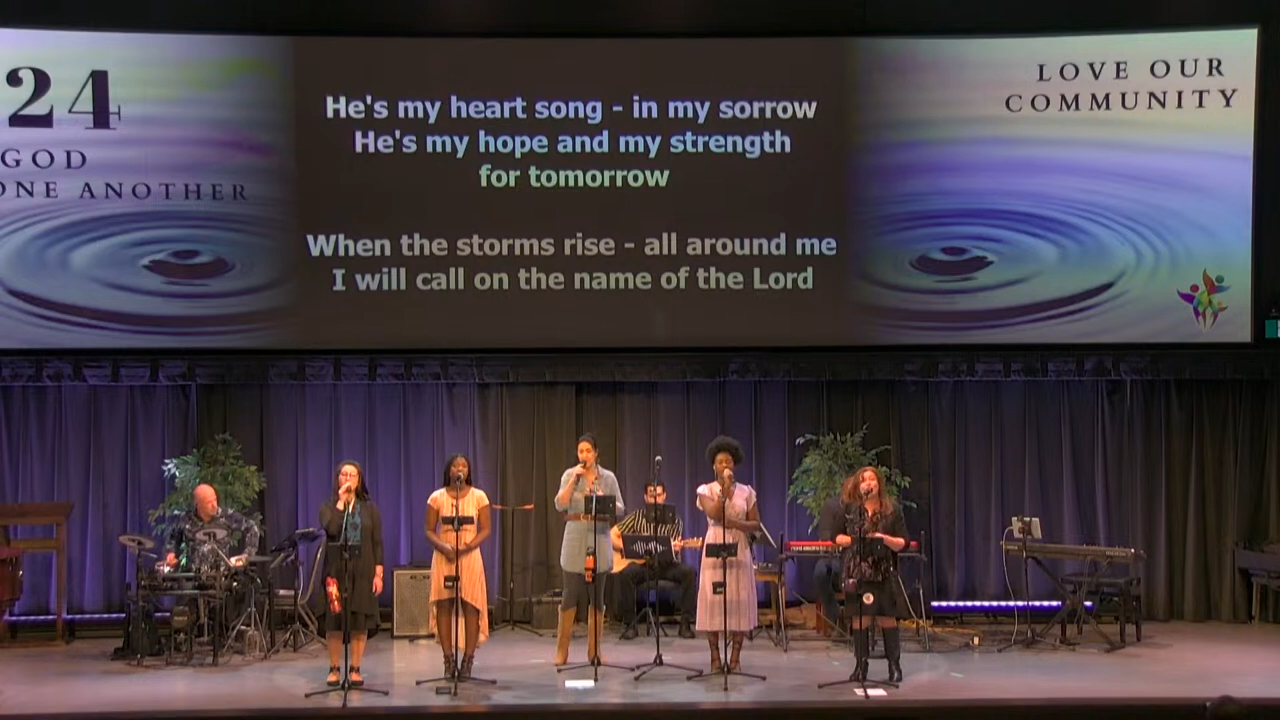 24
GOD
ONE ANOTHER
He's my heart song - in my sorrow
He's my hope and my strength
for tomorrow
When the storms rise - all around me
I will call on the name of the Lord
LOVE OUR
COMMUNITY